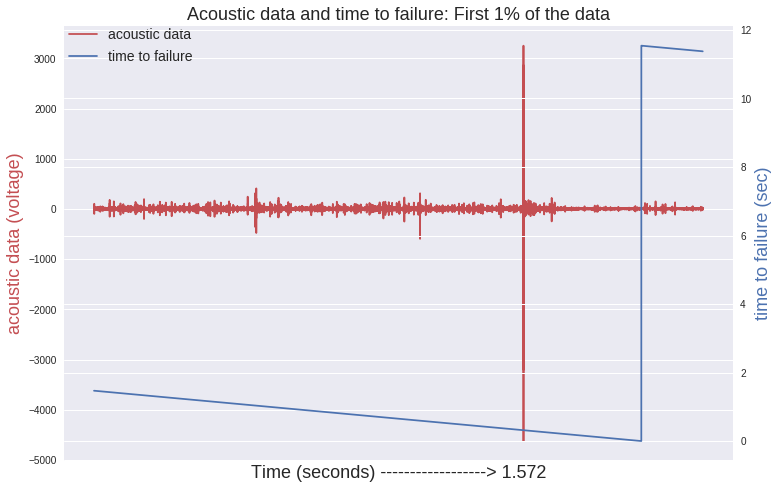 Acoustic data and time to failure: First 1% of the data
acoustic data
time to failure
3000
2000
1000
0
−1000
−2000
−3000
−4000
−5000
acoustic data (voltage)
12
10
8
6
4
2
0
time to failure (sec)
Time (seconds) ------------------> 1.572